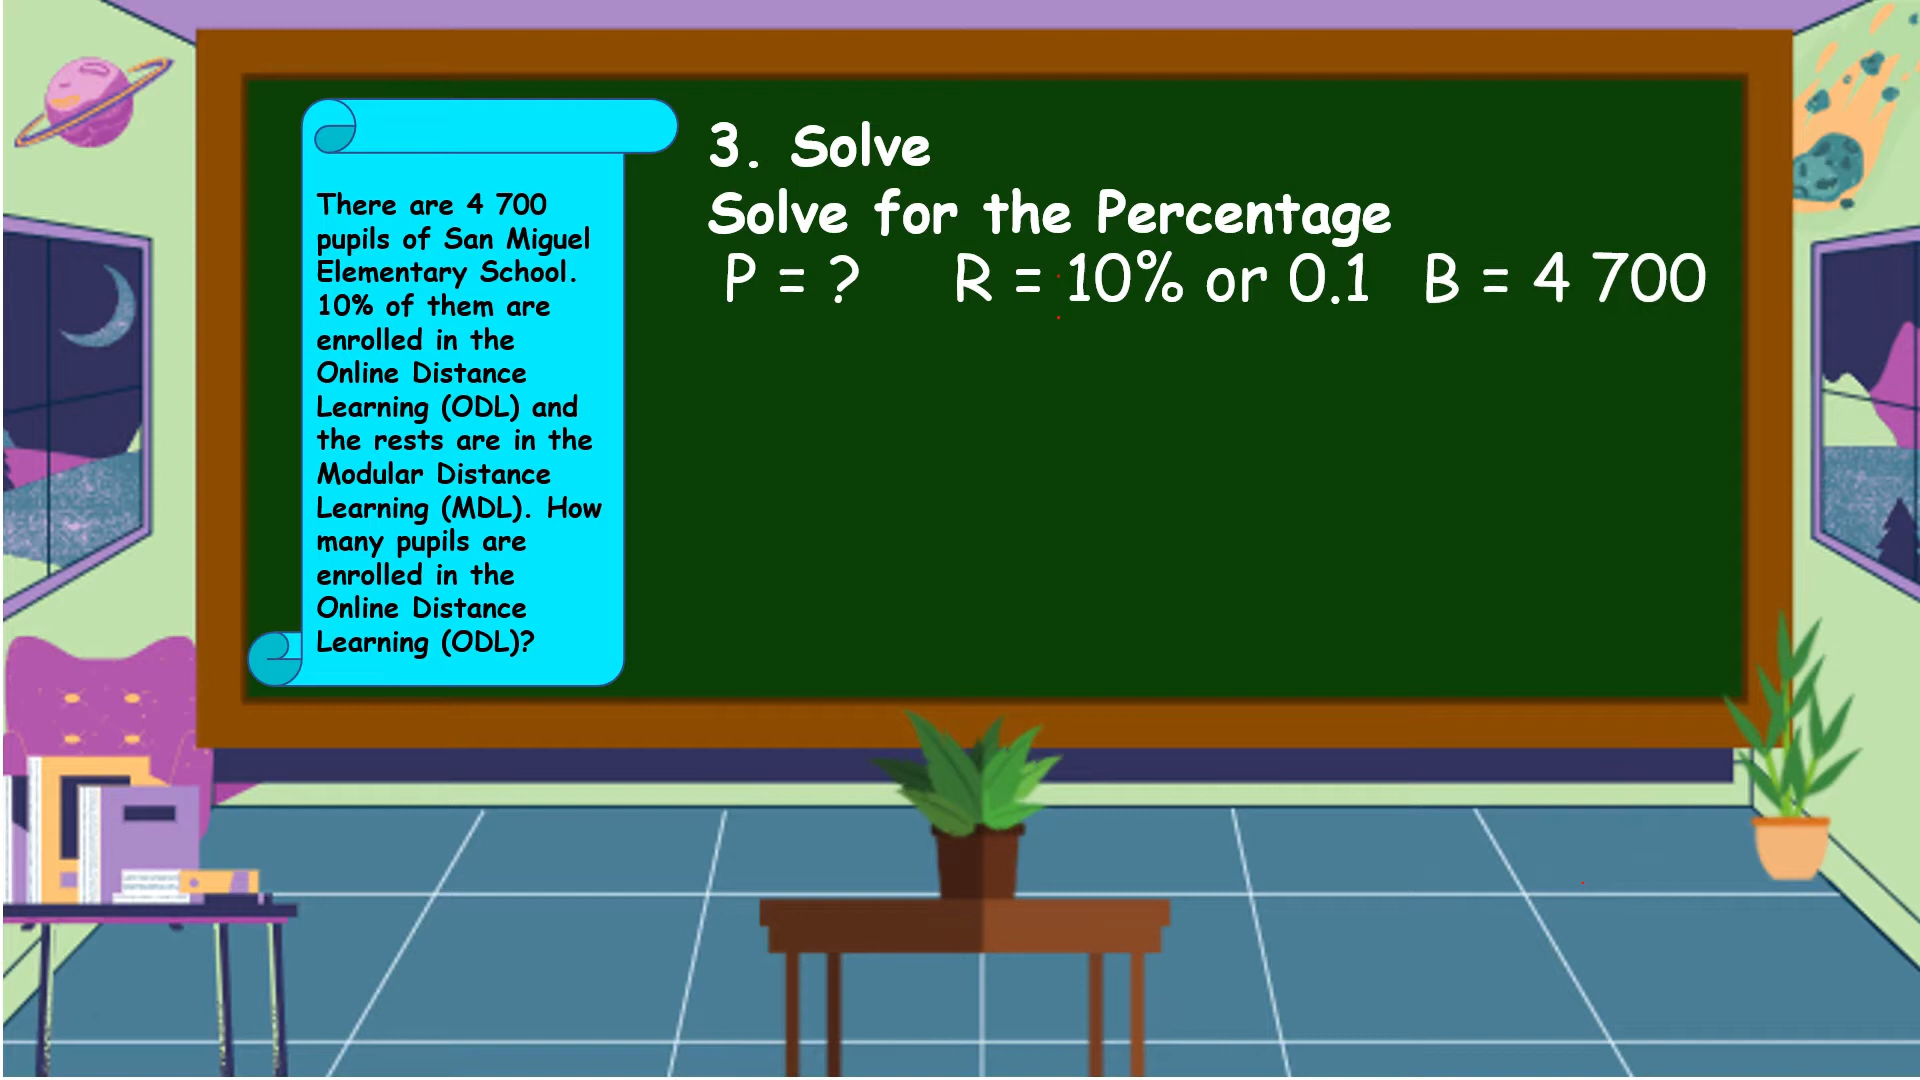 There are 4 700
pupils of San Miguel
Elementary School.
10% of them are
enrolled in the
Online Distance
Learning (ODL) and
the rests are in the
Modular Distance
Learning (MDL). How
many pupils are
enrolled in the
Online Distance
Learning (ODL)?
3. Solve
Solve for the Percentage
P = ? R = 10% or 0.1 B = 4 700